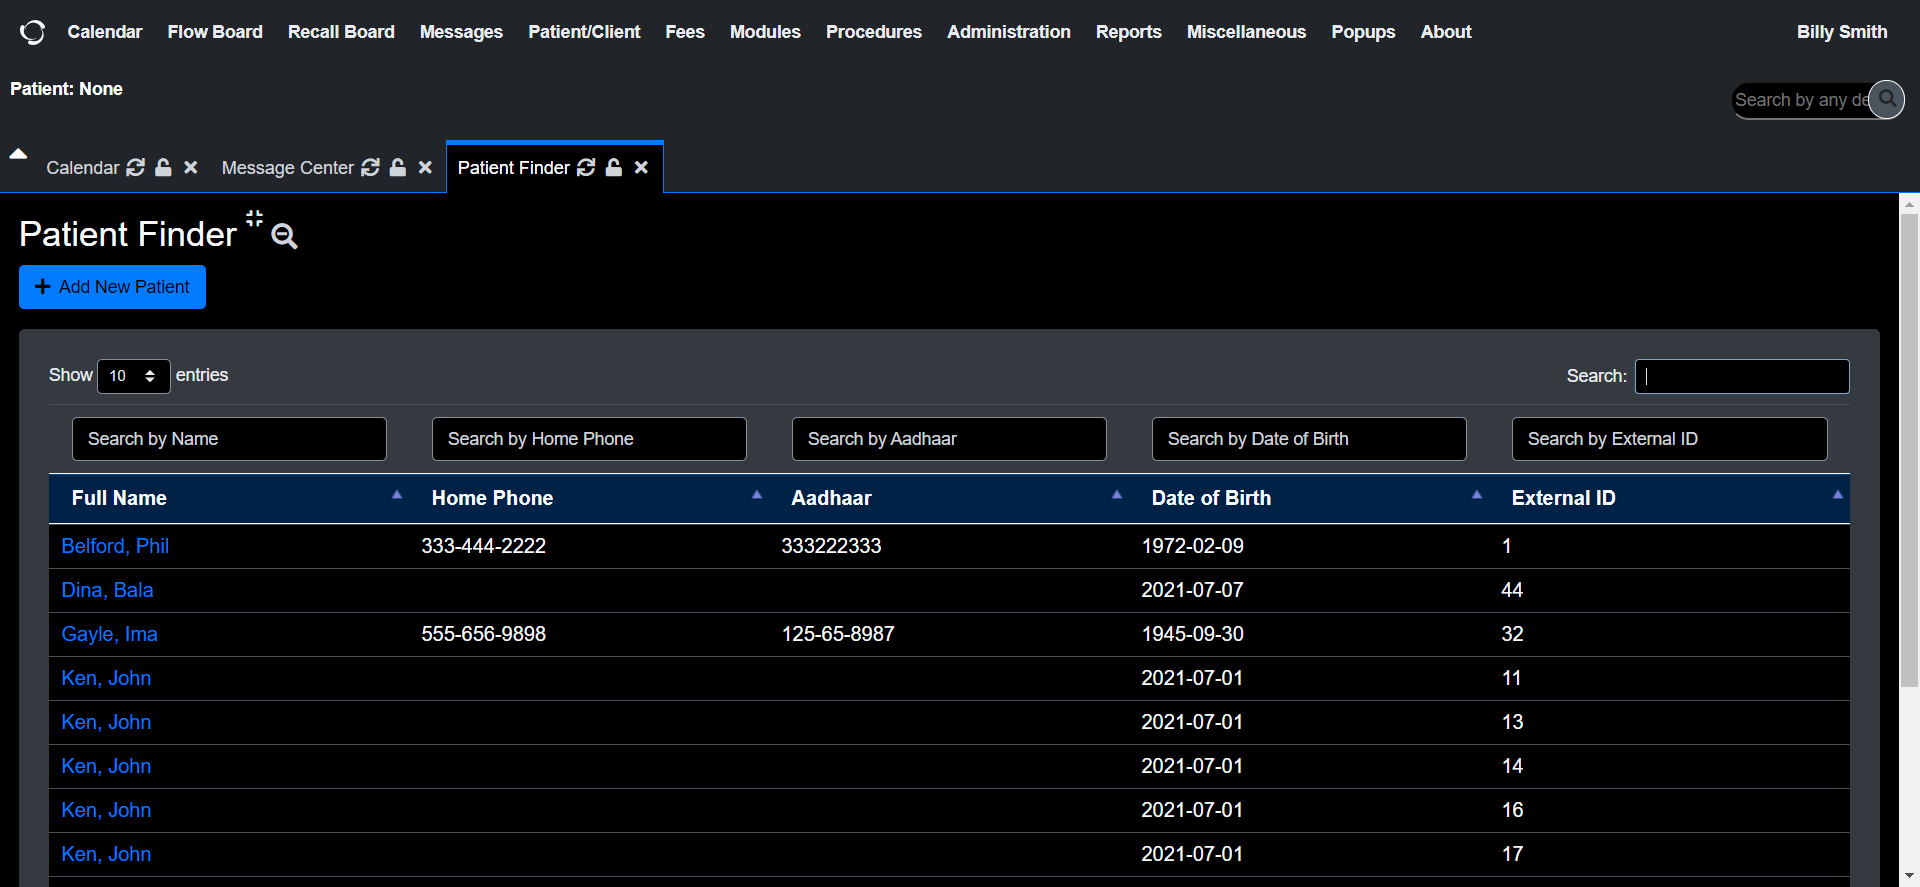 Calendar Flow Board Recall Board Messages Patient/Client Fees Modules Procedures Administration Reports Miscellaneous Popups About Billy Smith
Patient: None
Search by any de
Calendar Message Center Patient Finder
Patient Finder
Add New Patient
Show 10 entries Search:
Search by Name Search by Home Phone Search by Aadhaar Search by Date of Birth Search by External ID
Full Name Home Phone Aadhaar Date of Birth External ID
Belford, Phil 333-444-2222 333222333 1972-02-09 1
Dina, Bala 2021-07-07 44
Gayle, Ima 555-656-9898 125-65-8987 1945-09-30 32
Ken, John 2021-07-01 11
Ken, John 2021-07-01 13
Ken, John 2021-07-01 14
Ken, John 2021-07-01 16
Ken, John 2021-07-01 17